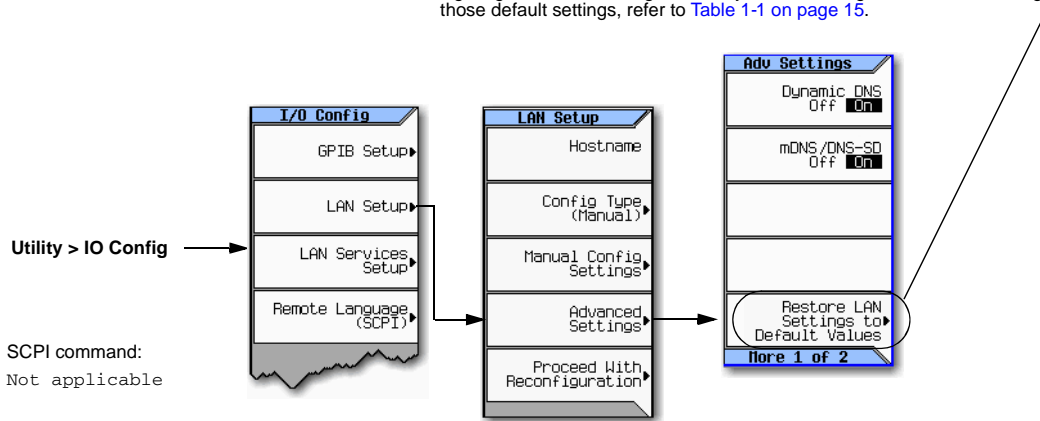 those default settings, refer to Table 1-1 on page 15.
Utility > IO Config
SCPI command:
Not applicable
I/O Config
GPIB Setup
LAN Setup
LAN Services
Setup
Remote Language
(SCPI)
LAN Setup
Hostname
Config Type
(Manual)
Manual Config
Settings
Advanced
Settings
Proceed With
Reconfiguration
Adv Settings
Dynamic DNS
Off On
mDNS/DNS-SD
Off On
Restore LAN
Settings to
Default Values
More 1 of 2